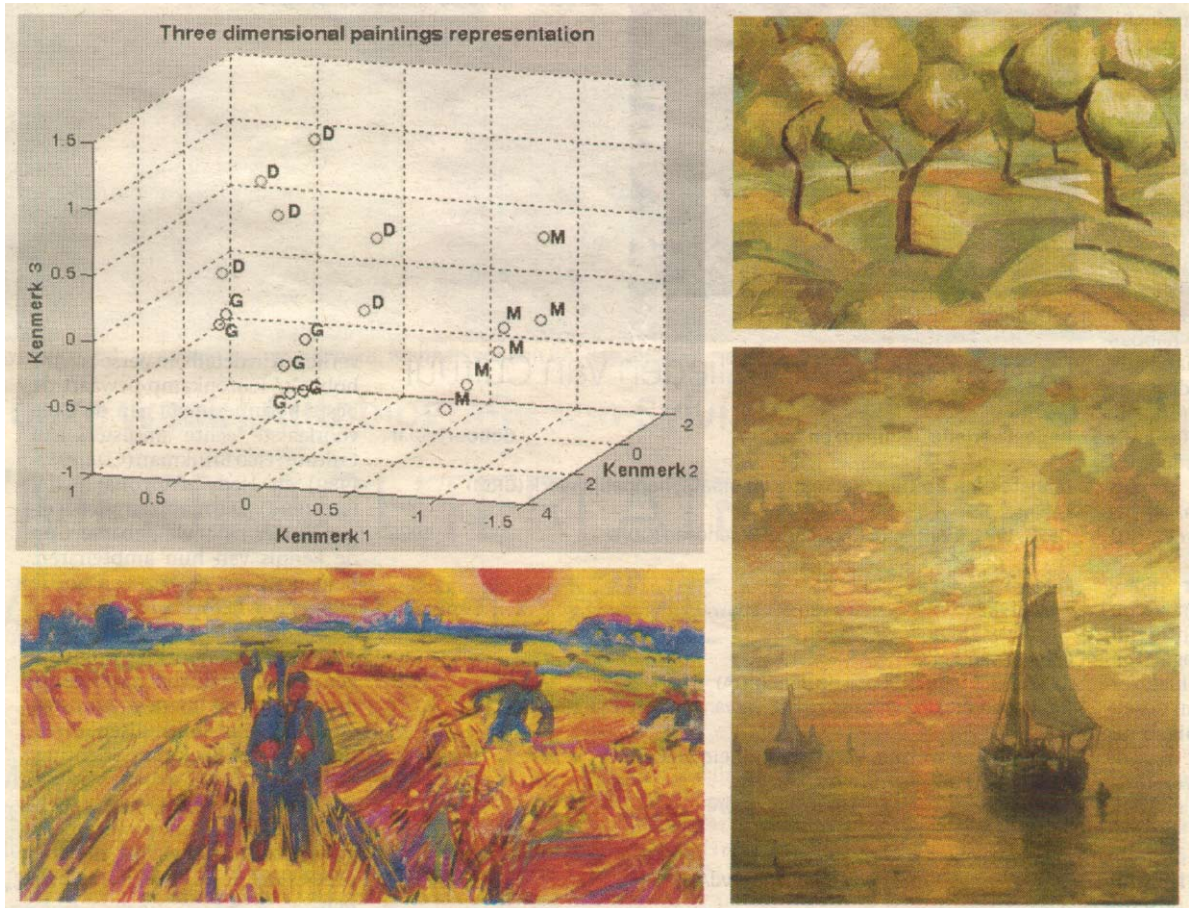 Three dimensional paintings representation
1.5
1
0.5
0
-0.5
-1
Kenmerk 3
D
D
D
D
D
D
G
G
G
G
G
G
M
M
M
M
M
M
1
0.5
0
-0.5
-1
-1.5
Kenmerk 1
4
2
0
-2
Kenmerk 2